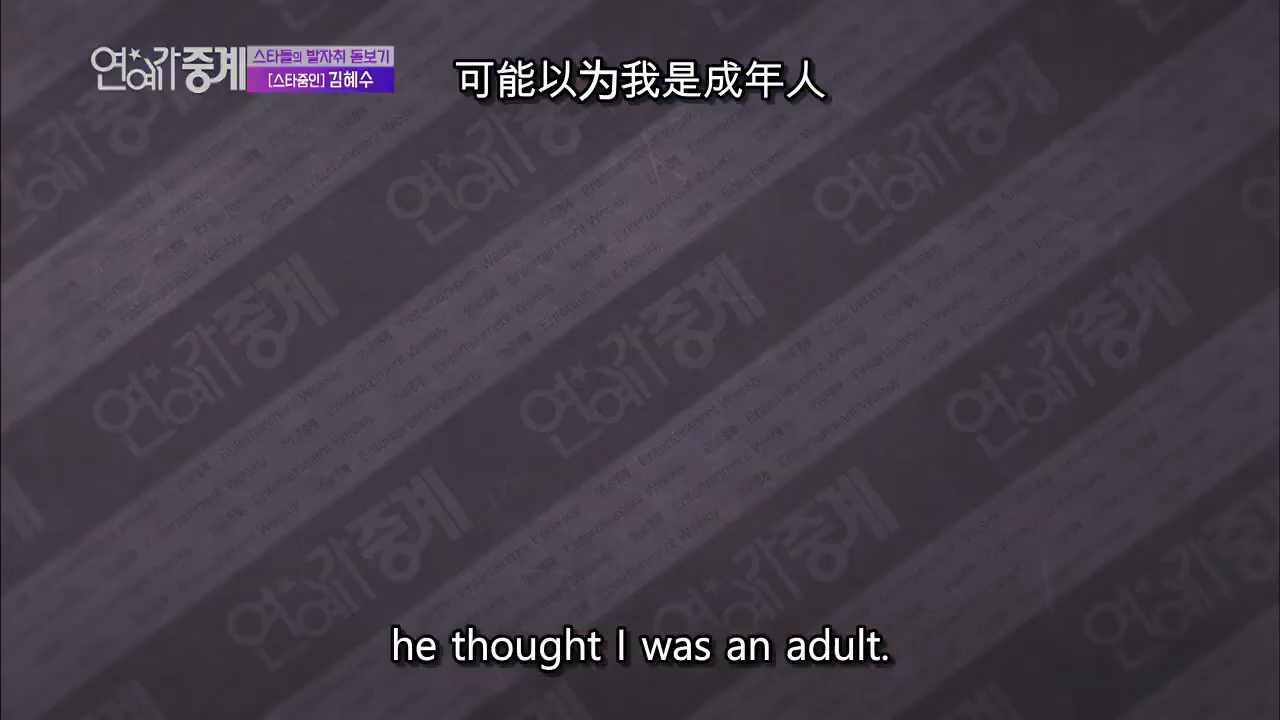 연예가중계
스타들의 발자취 돋보기
[스타줌인] 김혜수
可能以为我是成年人
he thought I was an adult.